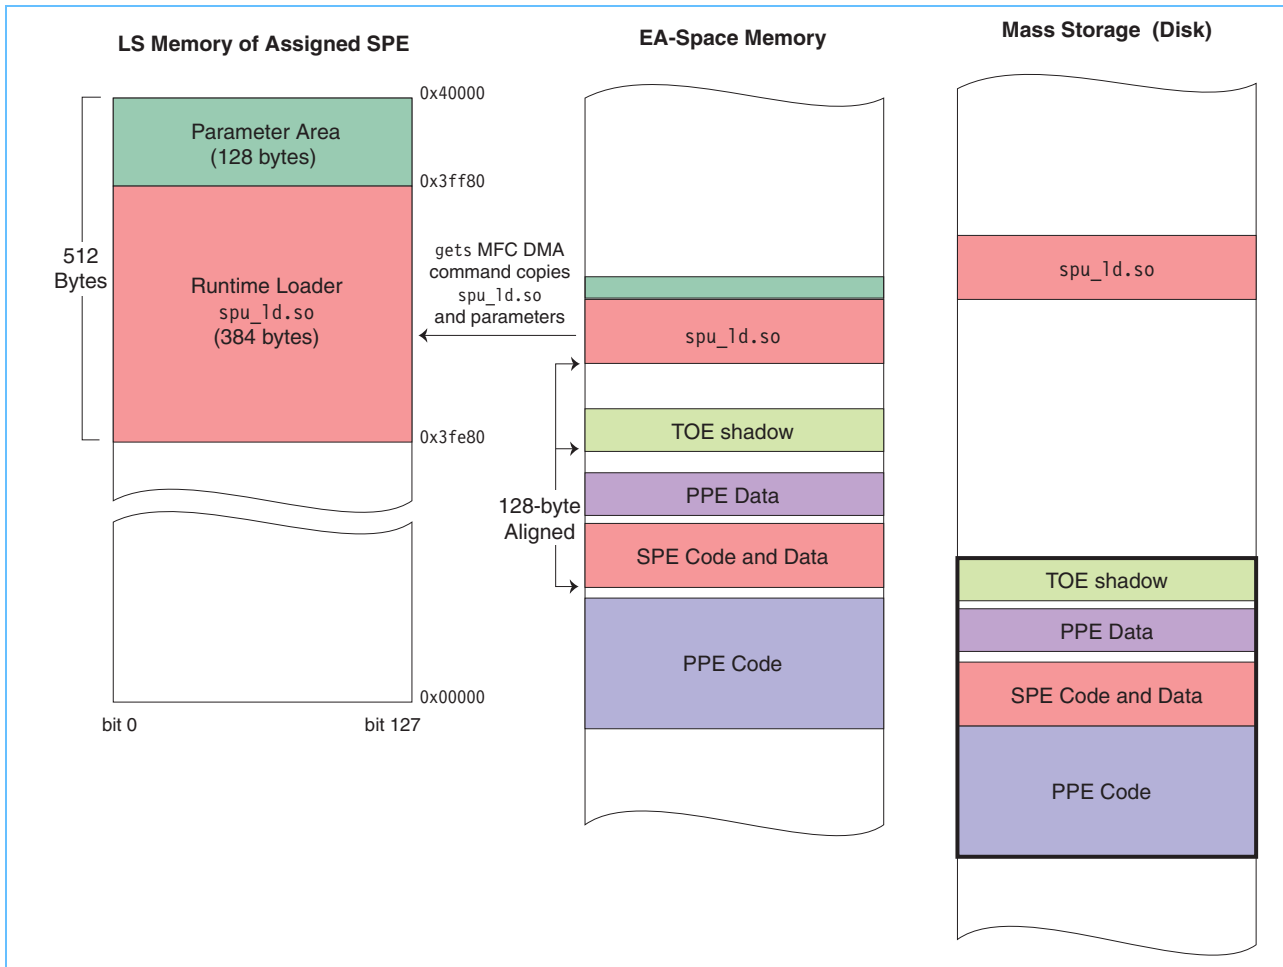 LS Memory of Assigned SPE
EA-Space Memory
Mass Storage (Disk)
0x40000
Parameter Area
(128 bytes)
0x3ff80
512
Bytes
Runtime Loader
spu_ld.so
(384 bytes)
0x3fe80
0x00000
bit 0
bit 127
gets MFC DMA
command copies
spu_ld.so
and parameters
spu_ld.so
TOE shadow
PPE Data
128-byte
Aligned
SPE Code and Data
PPE Code
spu_ld.so
TOE shadow
PPE Data
SPE Code and Data
PPE Code